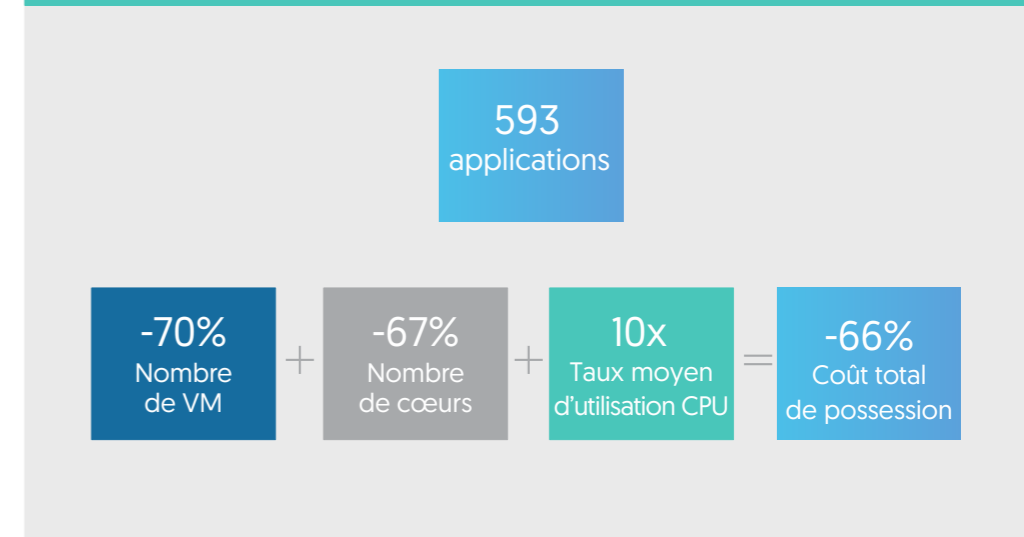 593
applications
-70%
Nombre
de VM
+
-67%
Nombre
de cœurs
+
10x
Taux moyen
d'utilisation CPU
=
-66%
Coût total
de possession